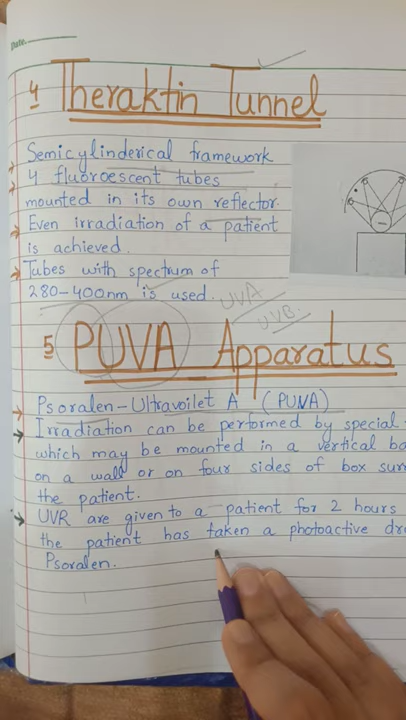 Date.
4 Theraktin Tunnel
Semicylinderical framework
4 fluoroescent tubes
mounted in its own reflector.
Even irradiation of a patient
is achieved.
Tubes with spectrum of
280-400nm is used.
UVA
UVB.
5 PUVA Apparatus
Psoralen-Ultravoilet A (PUVA)
Irradiation can be performed by special
which may be mounted in a vertical
on a wall or on four sides of box
the patient.
UVR are given to a patient for 2 hours
the patient has taken a photoactive
Psoralen.